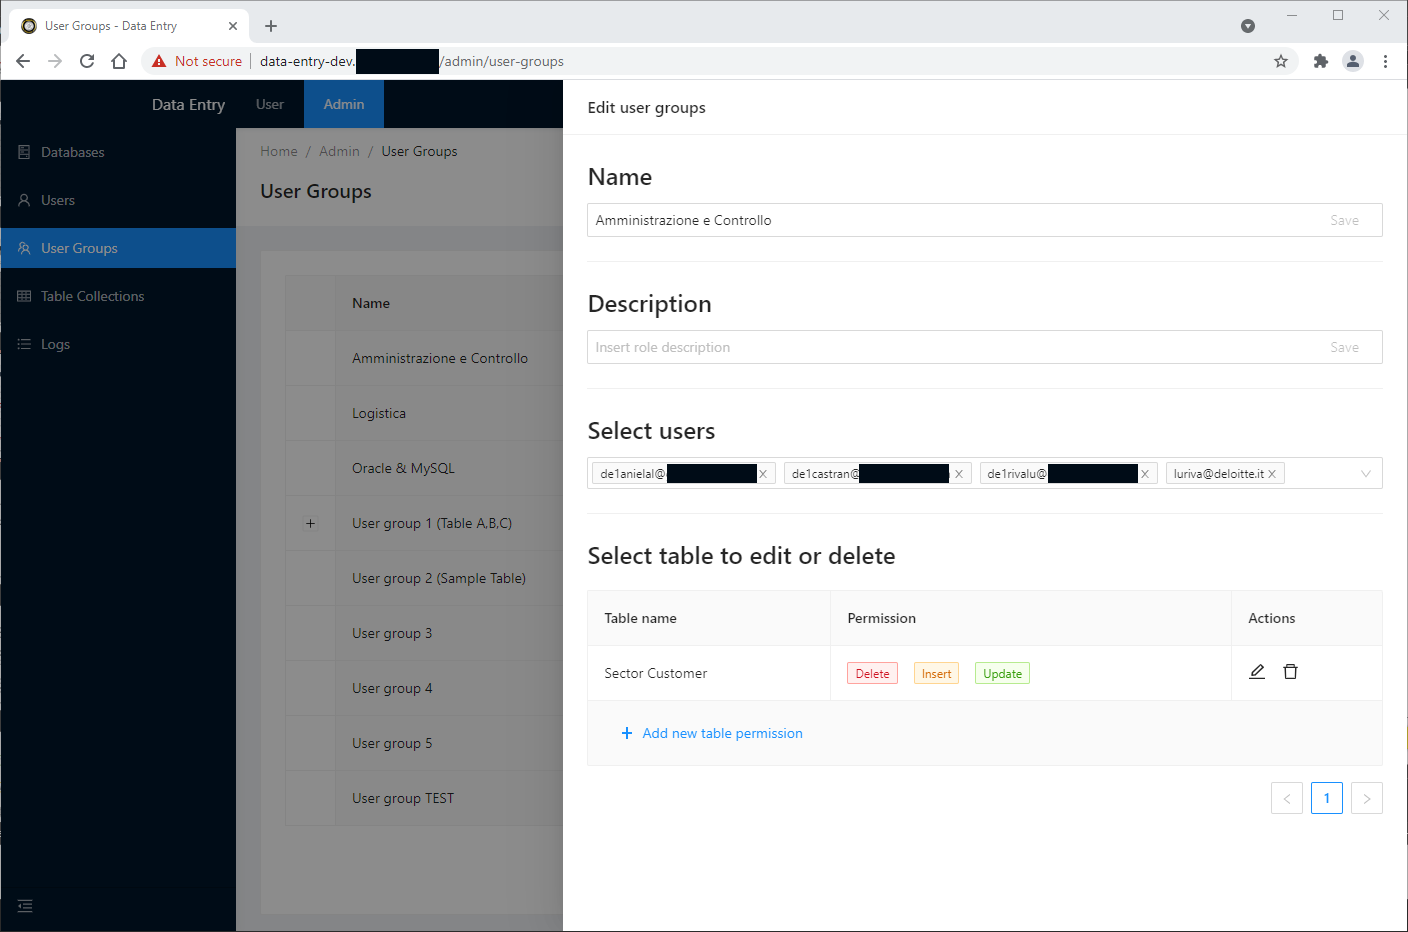 User Groups - Data Entry
Not secure | data-entry-dev. /admin/user-groups
Data Entry User Admin
Databases
Users
User Groups
Table Collections
Logs
Home / Admin / User Groups
User Groups
Name
Amministrazione e Controllo
Logistica
Oracle & MySQL
+ User group 1 (Table A,B,C)
User group 2 (Sample Table)
User group 3
User group 4
User group 5
User group TEST
Edit user groups
Name
Amministrazione e Controllo Save
Description
Insert role description Save
Select users
de1anielal@ de1castran@ de1rivalu@ luriva@deloitte.it
Select table to edit or delete
Table name Permission Actions
Sector Customer Delete Insert Update
+ Add new table permission
< 1 >